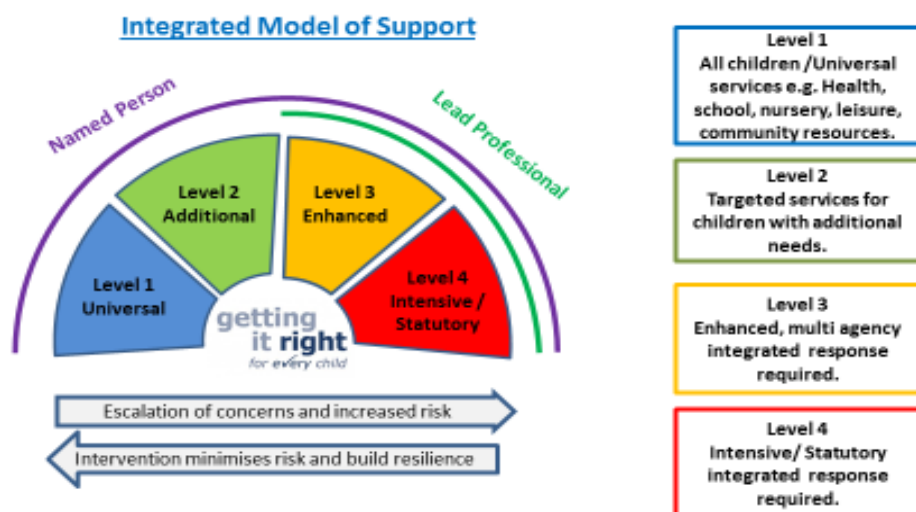 Integrated Model of Support
Named Person
Lead Professional
Level 1
Universal
Level 2
Additional
Level 3
Enhanced
Level 4
Intensive /
Statutory
getting
it right
for every child
Escalation of concerns and increased risk
Intervention minimises risk and build resilience
Level 1
All children /Universal
services e.g. Health,
school, nursery, leisure,
community resources.
Level 2
Targeted services for
children with additional
needs.
Level 3
Enhanced, multi agency
integrated response
required.
Level 4
Intensive/ Statutory
integrated response
required.